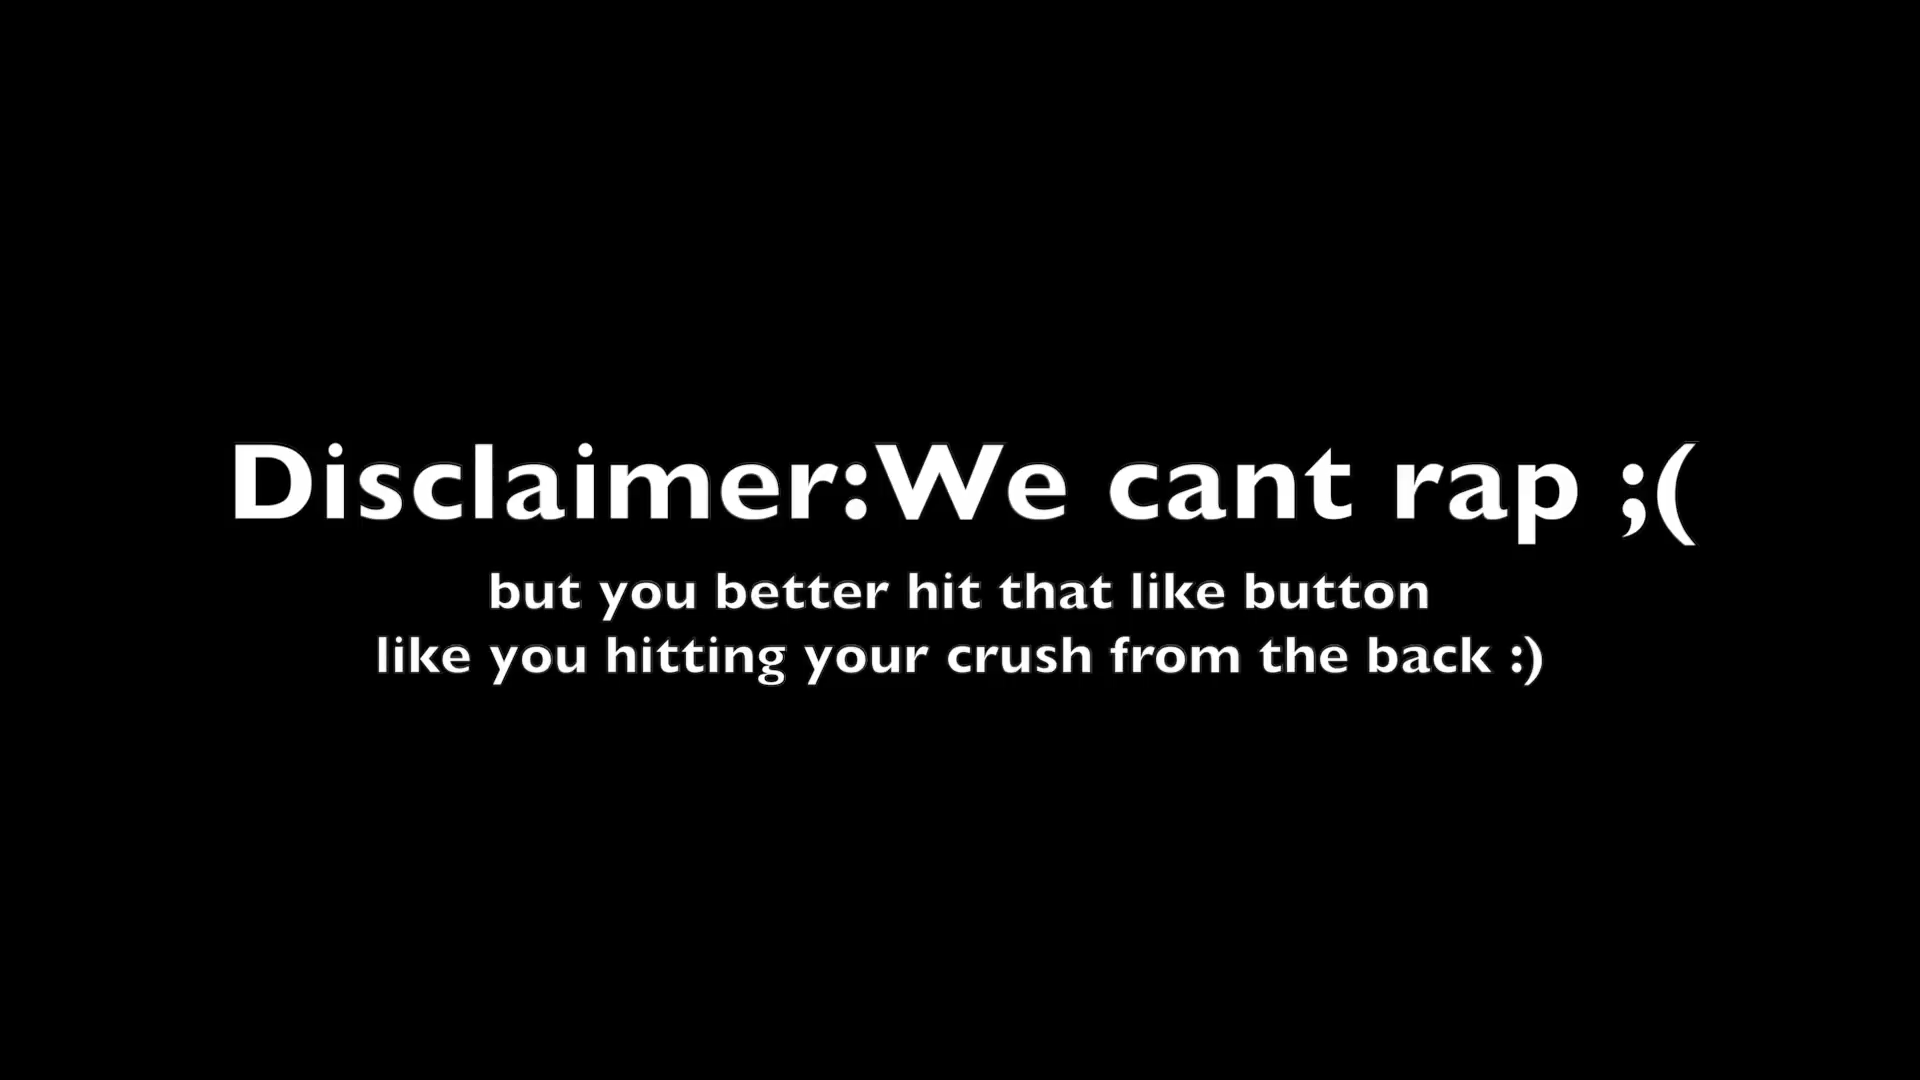 Disclaimer:We cant rap ;(
but you better hit that like button
like you hitting your crush from the back :)